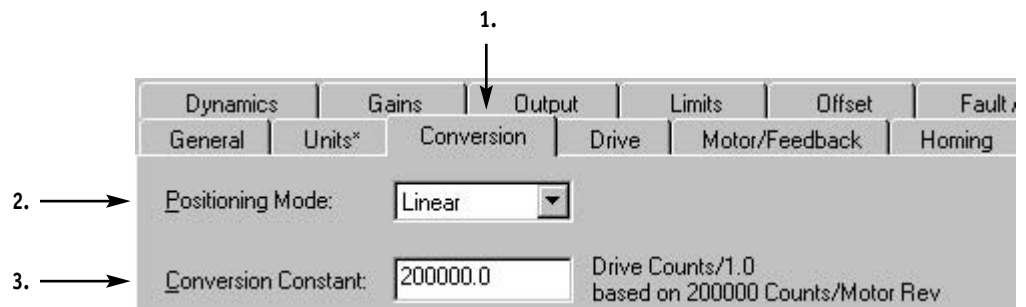 1.
Dynamics Gains Output Limits Offset Fault
General Units* Conversion Drive Motor/Feedback Homing
2. Positioning Mode: Linear
3. Conversion Constant: 200000.0 Drive Counts/1.0
based on 200000 Counts/Motor Rev